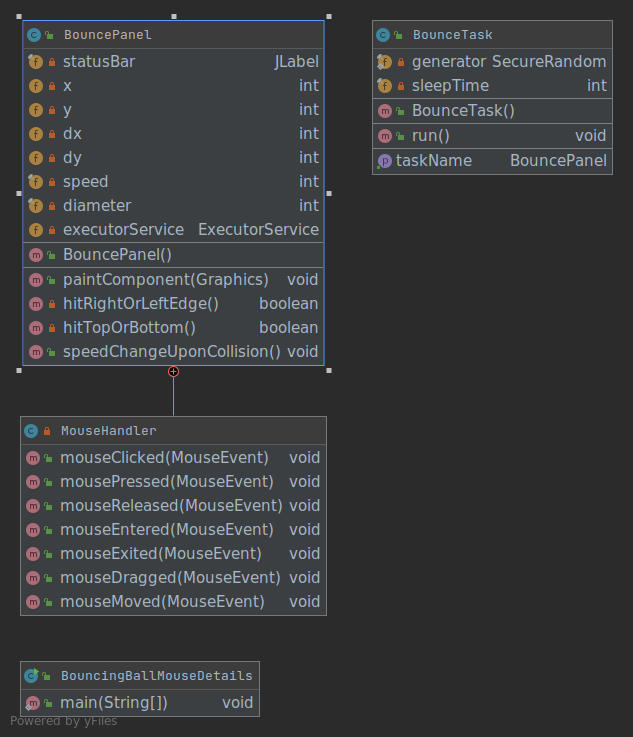 BouncePanel
statusBar JLabel
x int
y int
dx int
dy int
speed int
diameter int
executorService ExecutorService
BouncePanel()
paintComponent(Graphics) void
hitRightOrLeftEdge() boolean
hitTopOrBottom() boolean
speedChangeUponCollision() void
BounceTask
generator SecureRandom
sleepTime int
BounceTask()
run() void
taskName BouncePanel
MouseHandler
mouseClicked(MouseEvent) void
mousePressed(MouseEvent) void
mouseReleased(MouseEvent) void
mouseEntered(MouseEvent) void
mouseExited(MouseEvent) void
mouseDragged(MouseEvent) void
mouseMoved(MouseEvent) void
BouncingBallMouseDetails
main(String[]) void
Powered by yFiles